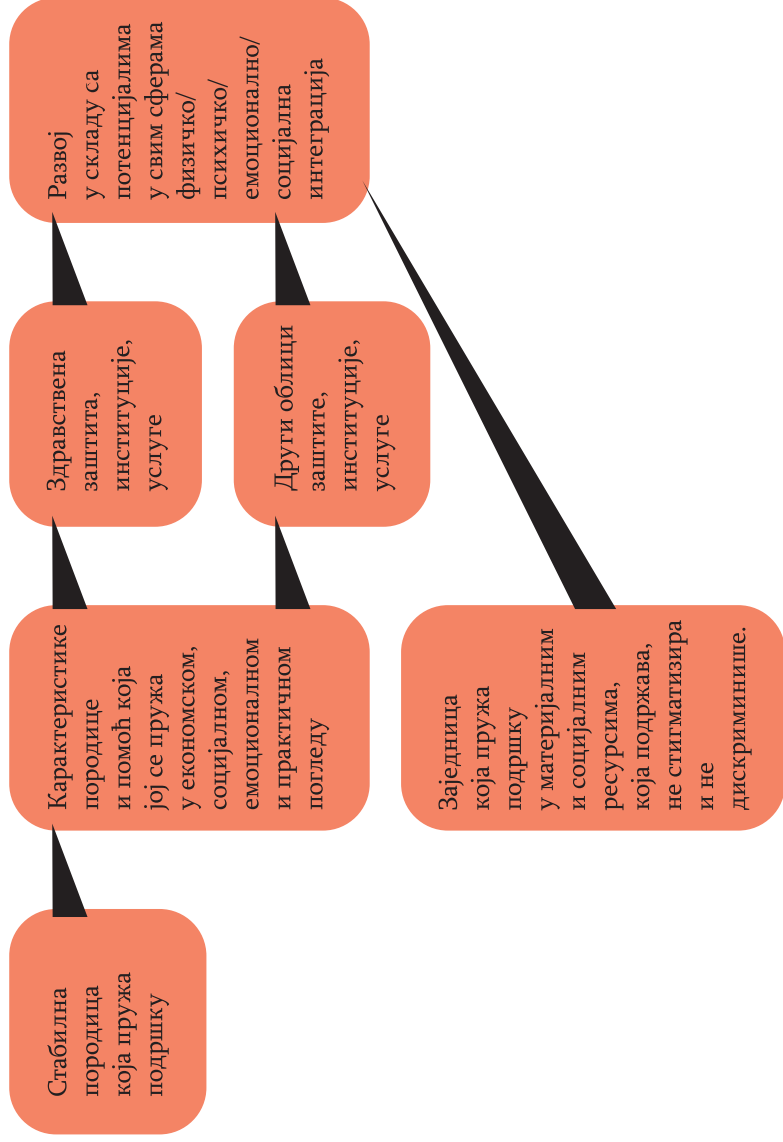 Стабилна
породица
која пружа
подршку
Карактеристике
породице
и помоћ која
јој се пружа
у економском,
социјалном,
емоционалном
и практичном
погледу
Заједница
која пружа
подршку
у материјалним
и социјалним
ресурсима,
која подржава,
не стигматизира
и не
дискриминише.
Здравствена
заштита,
институције,
услуге
Други облици
заштите,
институције,
услуге
Развој
у складу са
потенцијалима
у свим сферама
физичко/
психичко/
емоционално/
социјална
интеграција